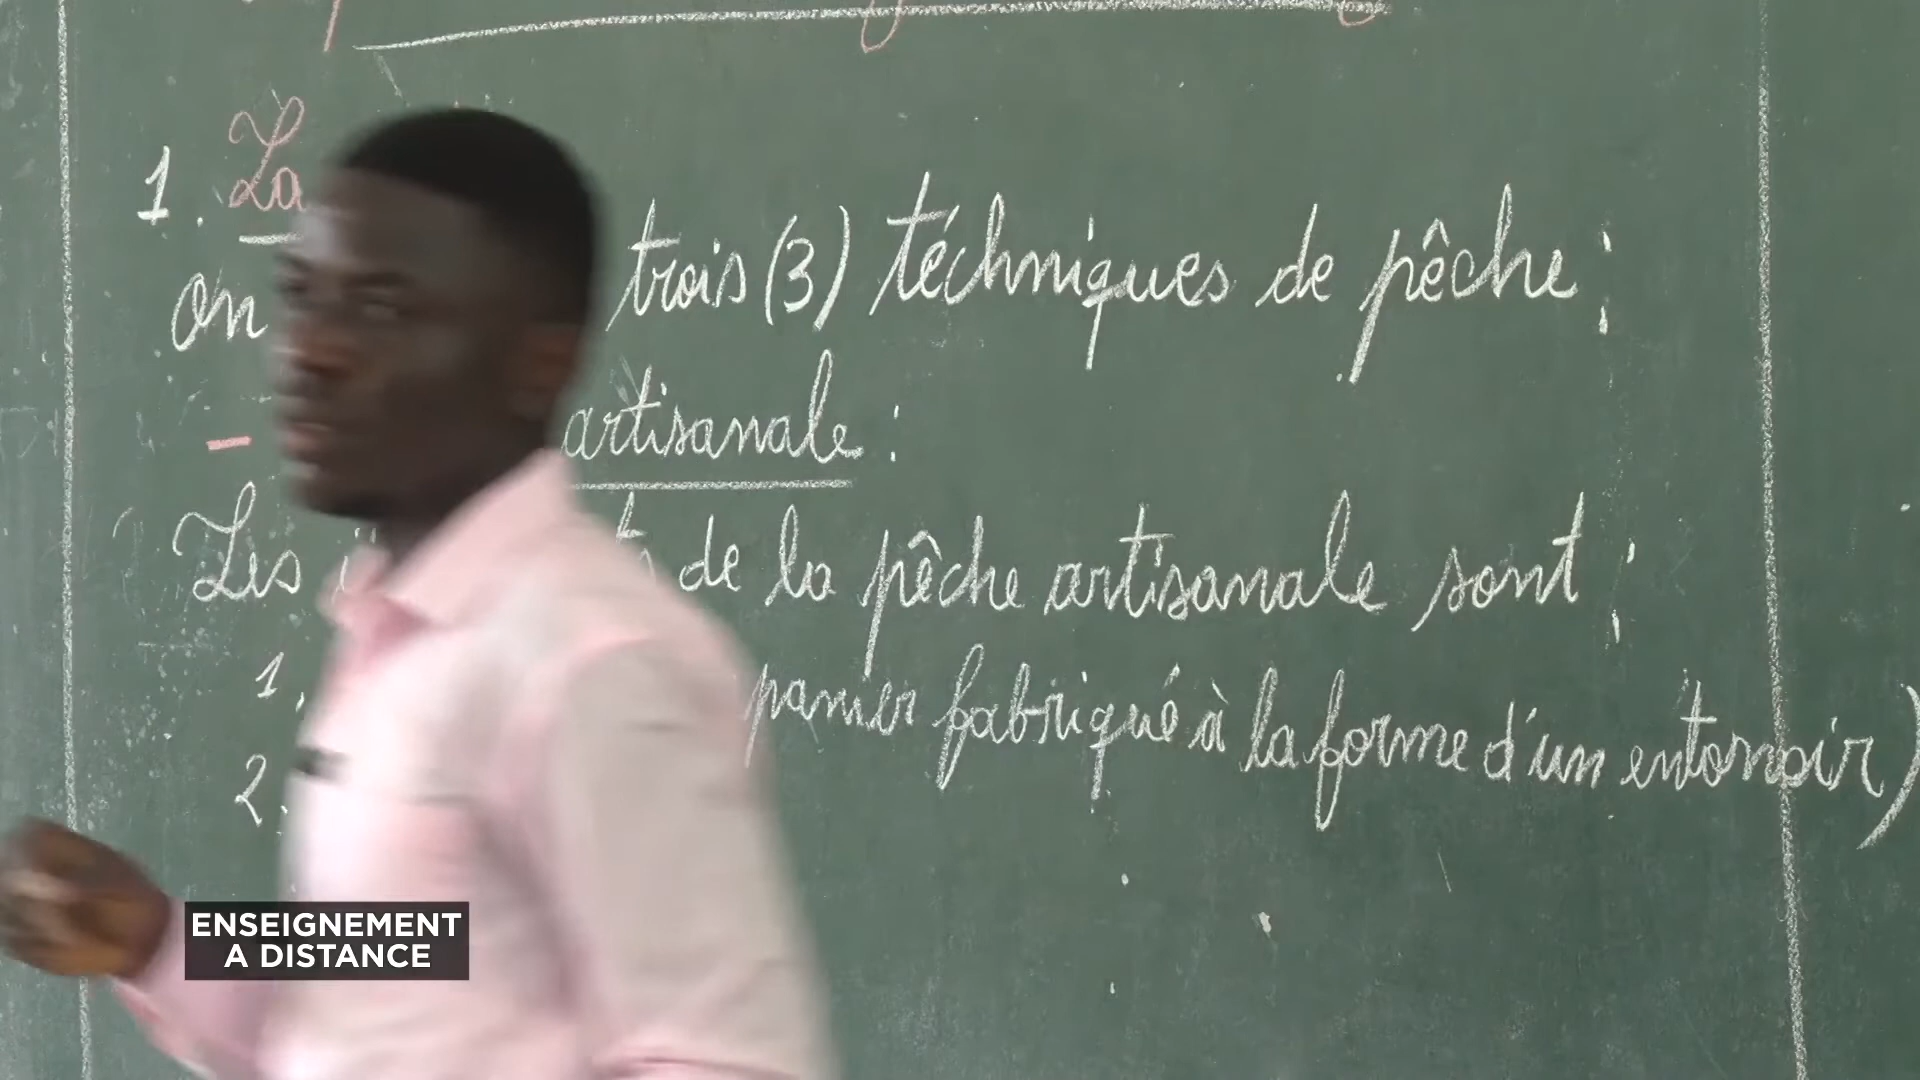 1. La
on trois (3) téchniques de pêche :
- artisanale :
Les de la pêche artisanale sont :
1. panier fabriqué à la forme d'un entonnoir)
2.
ENSEIGNEMENT
A DISTANCE